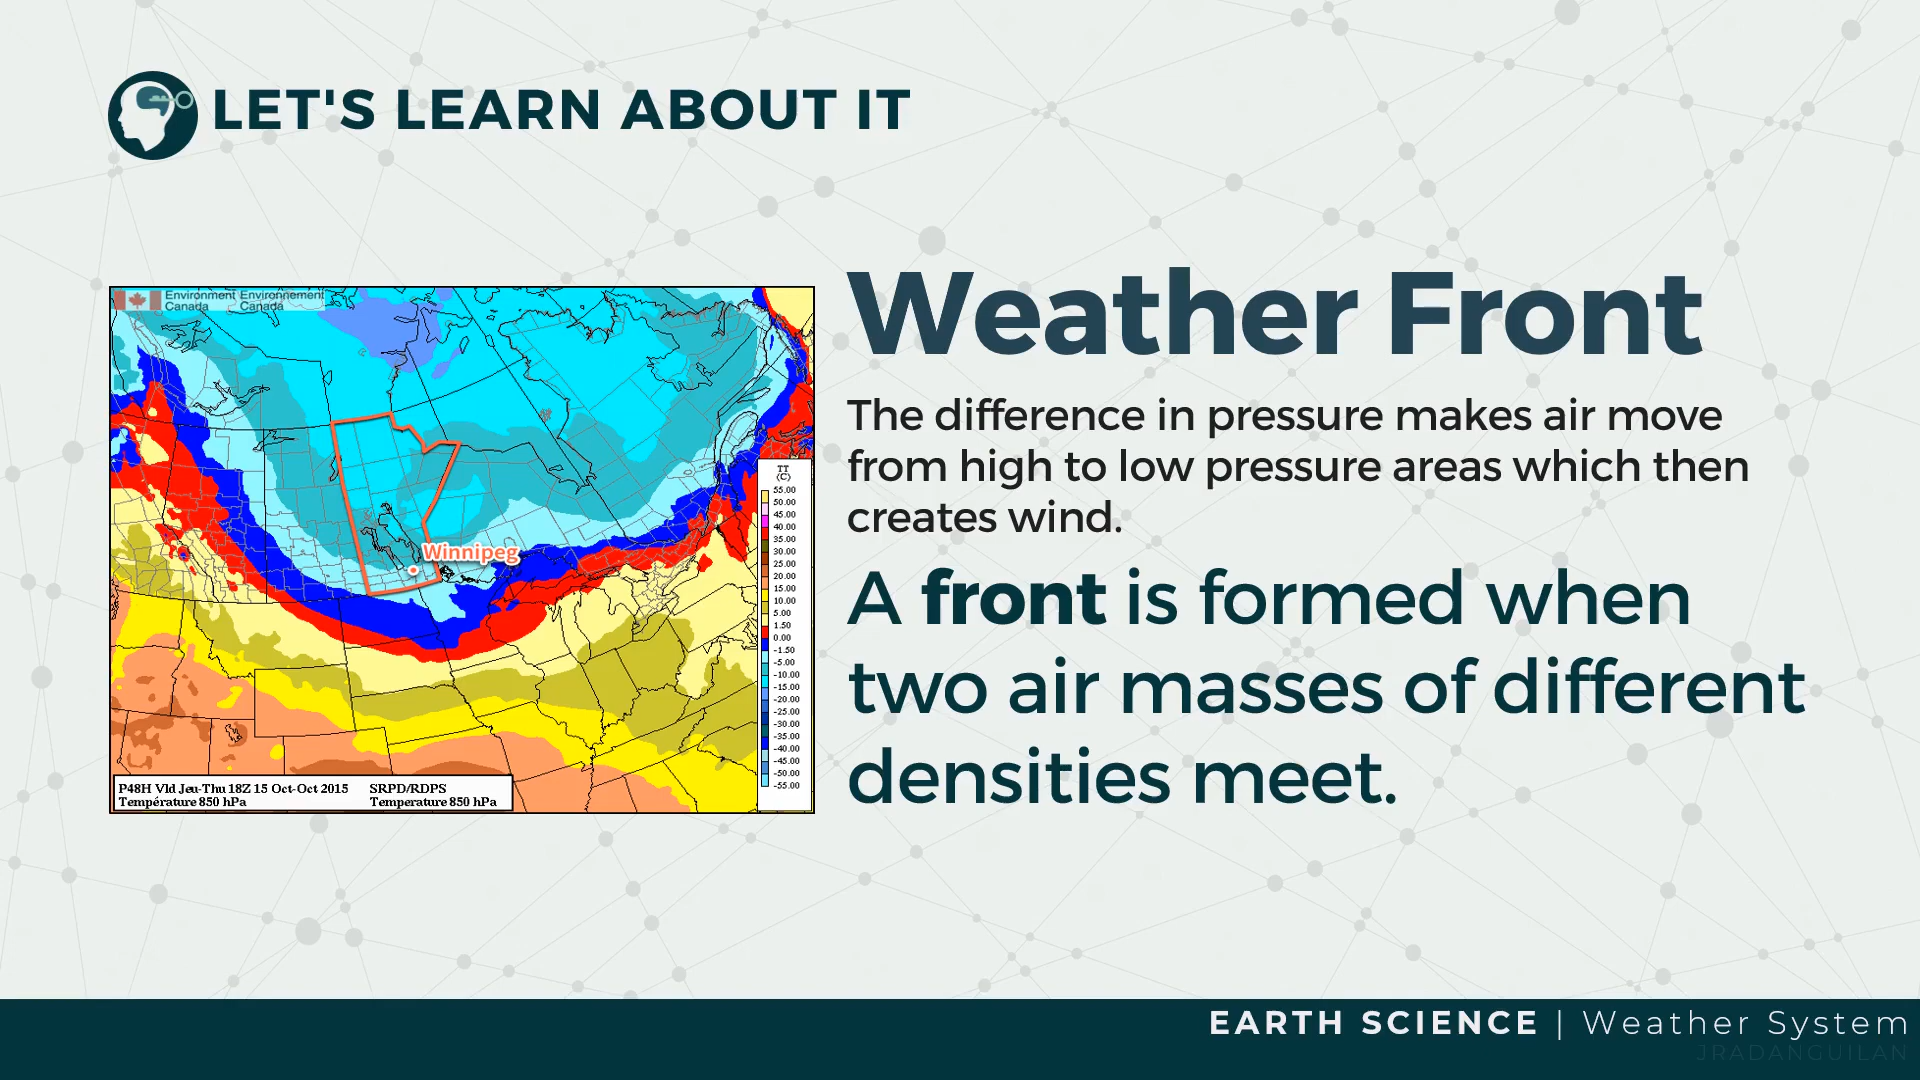 LET'S LEARN ABOUT IT
Environment Environnement
Canada Canada
Winnipeg
TT
(C)
55.00
50.00
45.00
40.00
35.00
30.00
25.00
20.00
15.00
10.00
5.00
1.50
0.00
-1.50
-5.00
-10.00
-15.00
-20.00
-25.00
-30.00
-35.00
-40.00
-45.00
-50.00
-55.00
P48H Vld Jeu-Thu 18Z 15 Oct-Oct 2015 SRPD/RDPS
Température 850 hPa Temperature 850 hPa
Weather Front
The difference in pressure makes air move
from high to low pressure areas which then
creates wind.
A front is formed when
two air masses of different
densities meet.
EARTH SCIENCE | Weather System
JRADANGUILAN